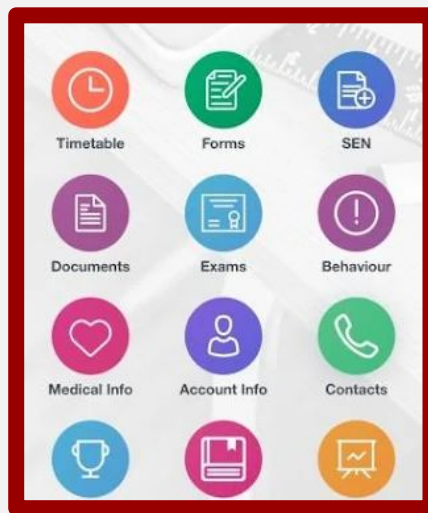 Timetable Forms SEN
Documents Exams Behaviour
Medical Info Account Info Contacts